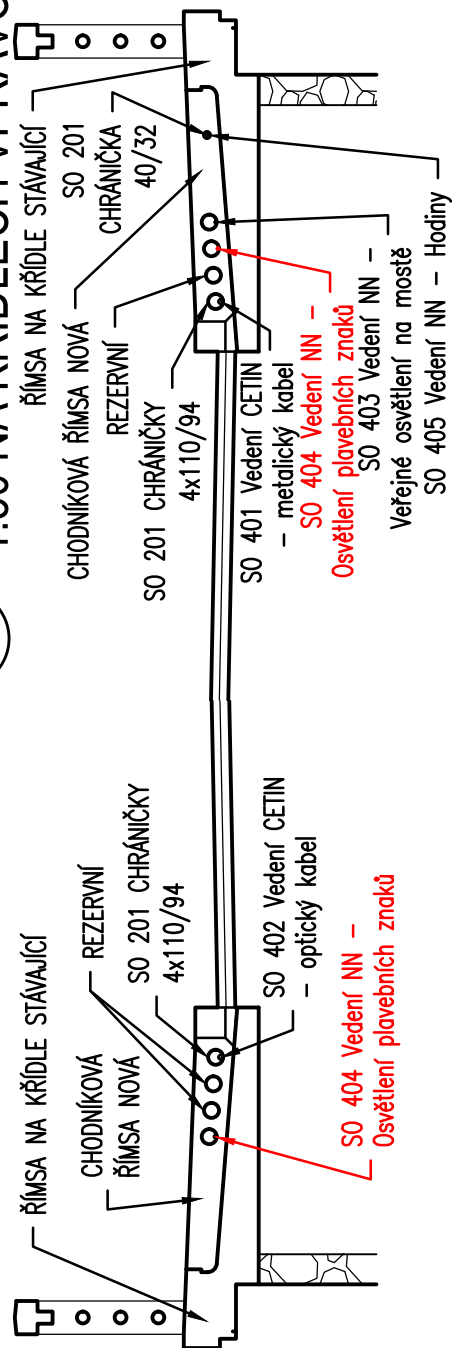 ŘÍMSA NA KŘÍDLE STÁVAJÍCÍ
CHODNÍKOVÁ
ŘÍMSA NOVÁ
REZERVNÍ
SO 201 CHRÁNIČKY
4x110/94
SO 402 Vedení CETIN
- optický kabel
SO 404 Vedení NN -
Osvětlení plavebních znaků
ŘÍMSA NA KŘÍDLE STÁVAJÍCÍ
SO 201
CHRÁNIČKA
40/32
CHODNÍKOVÁ ŘÍMSA NOVÁ
REZERVNÍ
SO 201 CHRÁNIČKY
4x110/94
SO 401 Vedení CETIN
- metalický kabel
SO 404 Vedení NN -
Osvětlení plavebních znaků
SO 403 Vedení NN -
Veřejné osvětlení na mostě
SO 405 Vedení NN - Hodiny